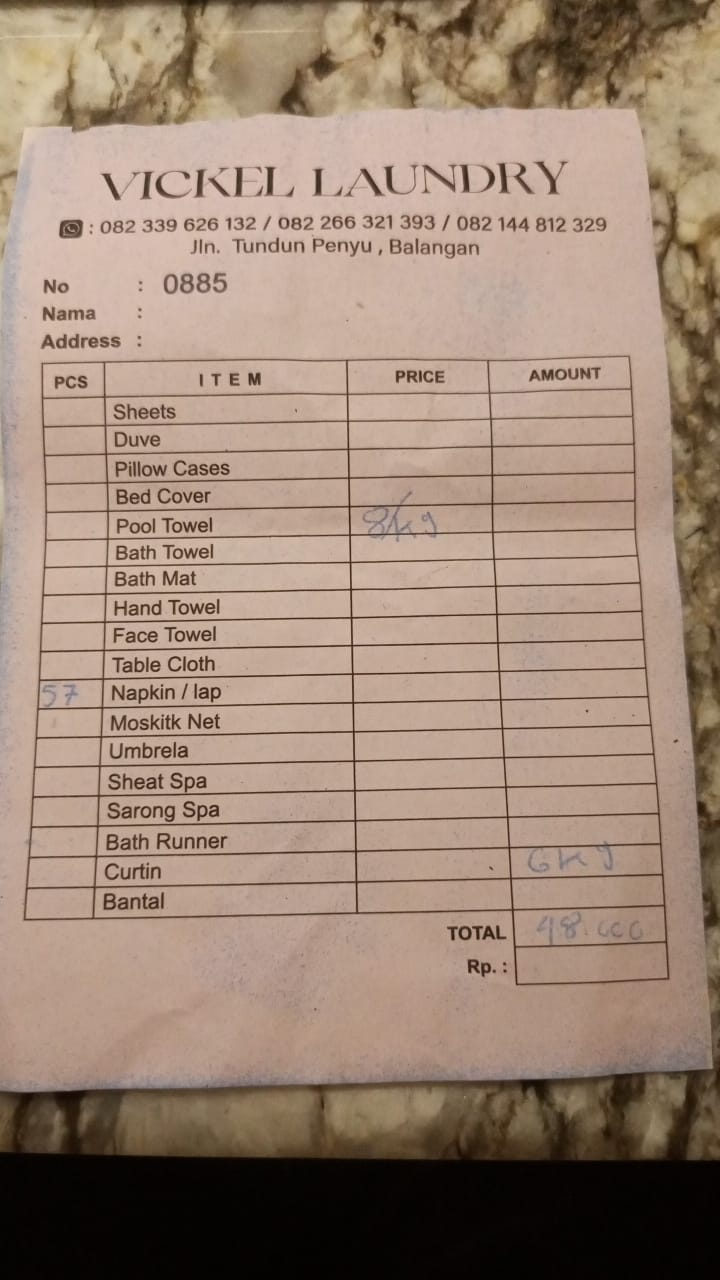 VICKEL LAUNDRY
: 082 339 626 132 / 082 266 321 393 / 082 144 812 329
Jln. Tundun Penyu , Balangan
No : 0885
Nama :
Address :
PCS ITEM PRICE AMOUNT
Sheets
Duve
Pillow Cases
Bed Cover
Pool Towel 8/kg
Bath Towel
Bath Mat
Hand Towel
Face Towel
Table Cloth
57 Napkin / lap
Moskitk Net
Umbrela
Sheat Spa
Sarong Spa
Bath Runner
Curtin 6kg
Bantal
TOTAL 48.000
Rp. :